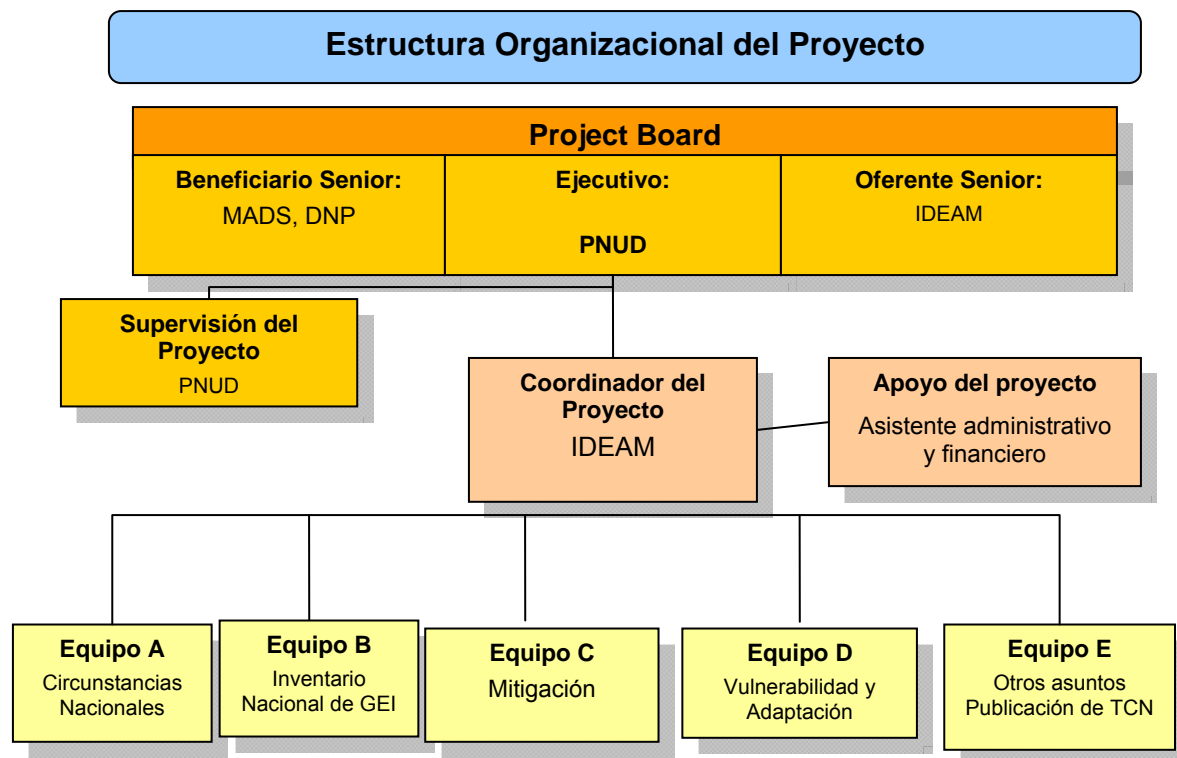 Estructura Organizacional del Proyecto
Project Board
Beneficiario Senior:
MADS, DNP
Ejecutivo:
PNUD
Oferente Senior:
IDEAM
Supervisión del
Proyecto
PNUD
Coordinador del
Proyecto
IDEAM
Apoyo del proyecto
Asistente administrativo
y financiero
Equipo A
Circunstancias
Nacionales
Equipo B
Inventario
Nacional de GEI
Equipo C
Mitigación
Equipo D
Vulnerabilidad y
Adaptación
Equipo E
Otros asuntos
Publicación de TCN